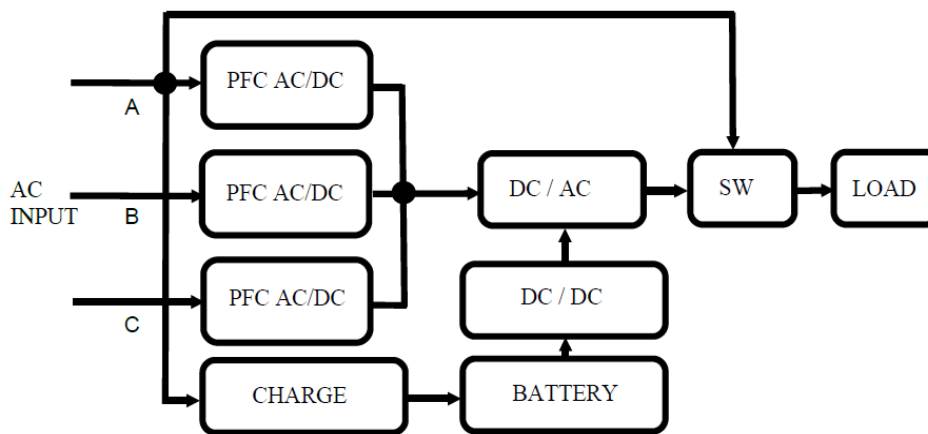 PFC AC/DC
A
AC
INPUT
B
PFC AC/DC
DC / AC
SW
LOAD
C
PFC AC/DC
DC / DC
CHARGE
BATTERY